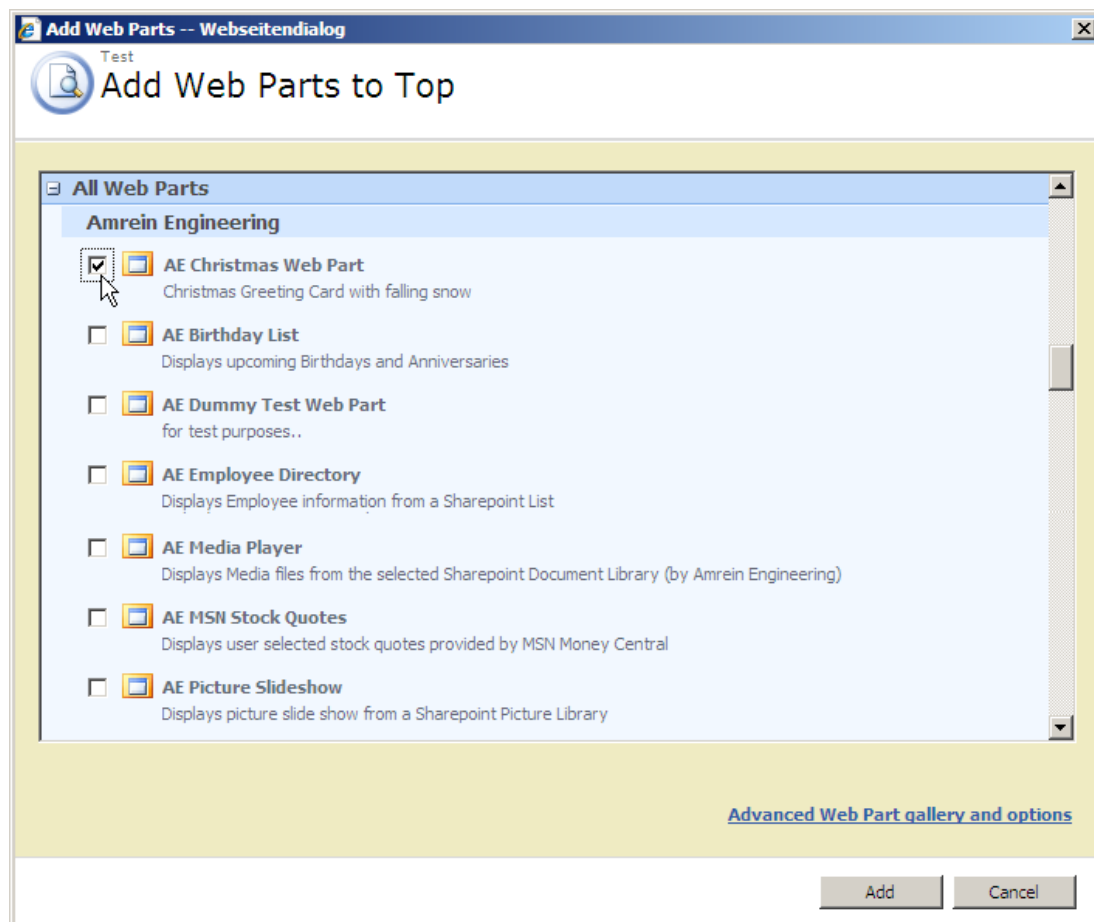 Add Web Parts -- Webseitendialog
Test
Add Web Parts to Top
All Web Parts
Amrein Engineering
AE Christmas Web Part
Christmas Greeting Card with falling snow
AE Birthday List
Displays upcoming Birthdays and Anniversaries
AE Dummy Test Web Part
for test purposes..
AE Employee Directory
Displays Employee information from a Sharepoint List
AE Media Player
Displays Media files from the selected Sharepoint Document Library (by Amrein Engineering)
AE MSN Stock Quotes
Displays user selected stock quotes provided by MSN Money Central
AE Picture Slideshow
Displays picture slide show from a Sharepoint Picture Library
Advanced Web Part gallery and options
Add Cancel